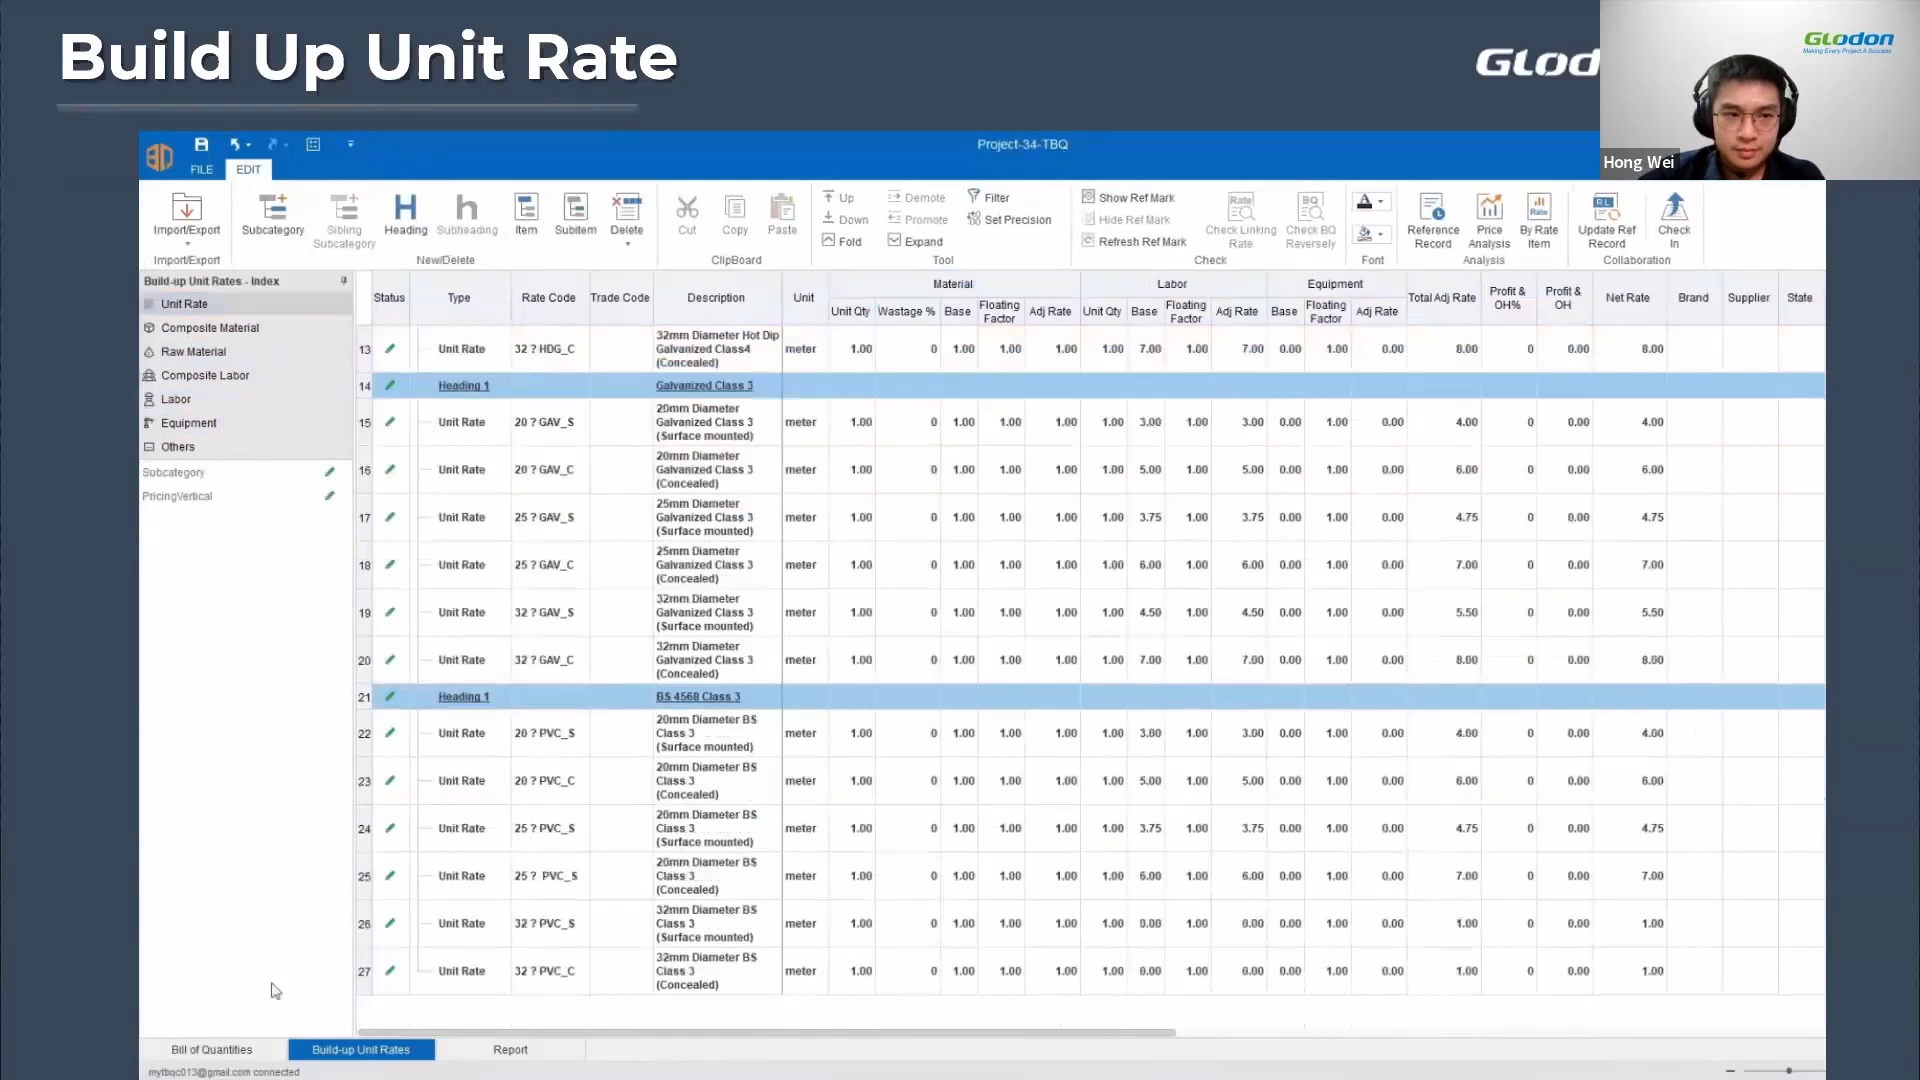 Build Up Unit Rate
GLOD
GLODON
Making Every Project A Success
Hong Wei
Project-34-TBQ
FILE EDIT
Import/Export Subcategory Sibling Subcategory Heading Subheading Item Subitem Delete Cut Copy Paste Up Down Fold Demote Promote Expand Filter Set Precision Show Ref Mark Hide Ref Mark Refresh Ref Mark Check Linking Rate Check BQ Reversely Reference Record Price Analysis By Rate Item Update Ref Record Check In
Import/Export New/Delete ClipBoard Tool Check Font Analysis Collaboration
Build-up Unit Rates - Index
Unit Rate
Composite Material
Raw Material
Composite Labor
Labor
Equipment
Others
Subcategory
PricingVertical
Material Labor Equipment
Status Type Rate Code Trade Code Description Unit Unit Qty Wastage % Base Floating Factor Adj Rate Unit Qty Base Floating Factor Adj Rate Base Floating Factor Adj Rate Total Adj Rate Profit & OH% Profit & OH Net Rate Brand Supplier State
13 Unit Rate 32 ? HDG_C 32mm Diameter Hot Dip Galvanized Class4 (Concealed) meter 1.00 0 1.00 1.00 1.00 1.00 7.00 1.00 7.00 0.00 1.00 0.00 8.00 0 0.00 8.00
14 Heading 1 Galvanized Class 3
15 Unit Rate 20 ? GAV_S 20mm Diameter Galvanized Class 3 (Surface mounted) meter 1.00 0 1.00 1.00 1.00 1.00 3.00 1.00 3.00 0.00 1.00 0.00 4.00 0 0.00 4.00
16 Unit Rate 20 ? GAV_C 20mm Diameter Galvanized Class 3 (Concealed) meter 1.00 0 1.00 1.00 1.00 1.00 5.00 1.00 5.00 0.00 1.00 0.00 6.00 0 0.00 6.00
17 Unit Rate 25 ? GAV_S 25mm Diameter Galvanized Class 3 (Surface mounted) meter 1.00 0 1.00 1.00 1.00 1.00 3.75 1.00 3.75 0.00 1.00 0.00 4.75 0 0.00 4.75
18 Unit Rate 25 ? GAV_C 25mm Diameter Galvanized Class 3 (Concealed) meter 1.00 0 1.00 1.00 1.00 1.00 6.00 1.00 6.00 0.00 1.00 0.00 7.00 0 0.00 7.00
19 Unit Rate 32 ? GAV_S 32mm Diameter Galvanized Class 3 (Surface mounted) meter 1.00 0 1.00 1.00 1.00 1.00 4.50 1.00 4.50 0.00 1.00 0.00 5.50 0 0.00 5.50
20 Unit Rate 32 ? GAV_C 32mm Diameter Galvanized Class 3 (Concealed) meter 1.00 0 1.00 1.00 1.00 1.00 7.00 1.00 7.00 0.00 1.00 0.00 8.00 0 0.00 8.00
21 Heading 1 BS 4568 Class 3
22 Unit Rate 20 ? PVC_S 20mm Diameter BS Class 3 (Surface mounted) meter 1.00 0 1.00 1.00 1.00 1.00 3.00 1.00 3.00 0.00 1.00 0.00 4.00 0 0.00 4.00
23 Unit Rate 20 ? PVC_C 20mm Diameter BS Class 3 (Concealed) meter 1.00 0 1.00 1.00 1.00 1.00 5.00 1.00 5.00 0.00 1.00 0.00 6.00 0 0.00 6.00
24 Unit Rate 25 ? PVC_S 20mm Diameter BS Class 3 (Surface mounted) meter 1.00 0 1.00 1.00 1.00 1.00 3.75 1.00 3.75 0.00 1.00 0.00 4.75 0 0.00 4.75
25 Unit Rate 25 ? PVC_S 20mm Diameter BS Class 3 (Concealed) meter 1.00 0 1.00 1.00 1.00 1.00 6.00 1.00 6.00 0.00 1.00 0.00 7.00 0 0.00 7.00
26 Unit Rate 32 ? PVC_S 32mm Diameter BS Class 3 (Surface mounted) meter 1.00 0 1.00 1.00 1.00 1.00 0.00 1.00 0.00 0.00 1.00 0.00 1.00 0 0.00 1.00
27 Unit Rate 32 ? PVC_C 32mm Diameter BS Class 3 (Concealed) meter 1.00 0 1.00 1.00 1.00 1.00 0.00 1.00 0.00 0.00 1.00 0.00 1.00 0 0.00 1.00
Bill of Quantities Build-up Unit Rates Report
mytbqc013@gmail.com connected